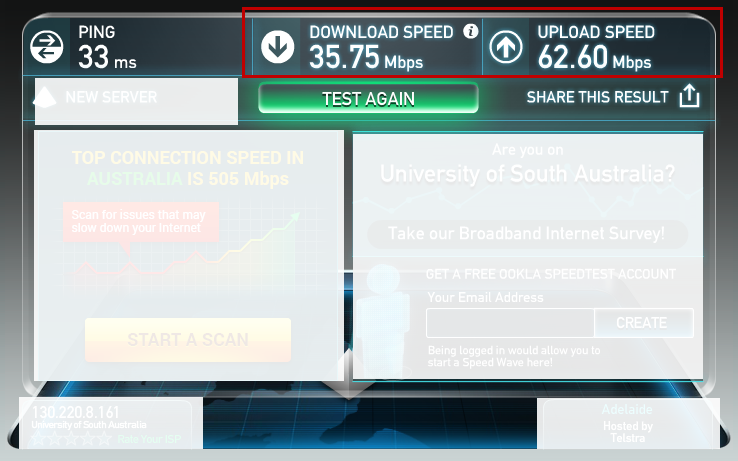 PING
33 ms
DOWNLOAD SPEED i
35.75 Mbps
UPLOAD SPEED
62.60 Mbps
NEW SERVER
TEST AGAIN
SHARE THIS RESULT
TOP CONNECTION SPEED IN
AUSTRALIA IS 505 Mbps
Scan for issues that may
slow down your Internet
START A SCAN
Are you on
University of South Australia?
Take our Broadband Internet Survey!
GET A FREE OOKLA SPEEDTEST ACCOUNT
Your Email Address
CREATE
Being logged in would allow you to
start a Speed Wave here!
130.220.8.161
University of South Australia
Rate Your ISP
Adelaide
Hosted by
Telstra